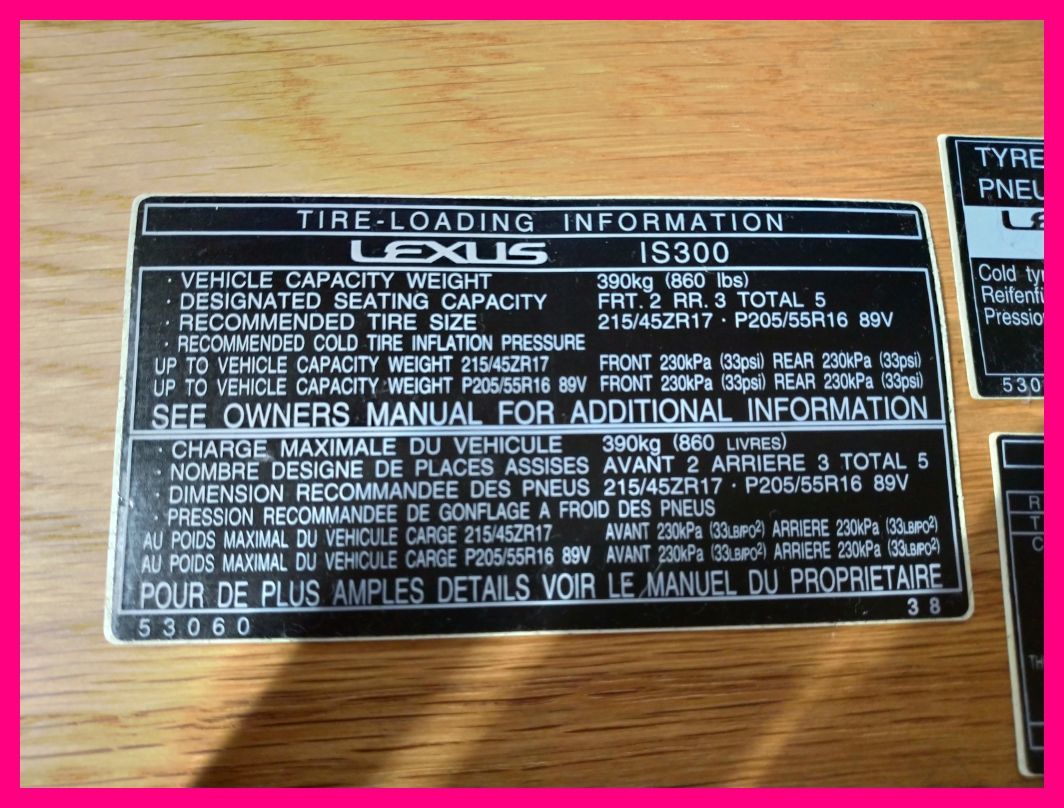 TIRE-LOADING INFORMATION
LEXUS IS300
· VEHICLE CAPACITY WEIGHT 390kg (860 lbs)
· DESIGNATED SEATING CAPACITY FRT. 2 RR. 3 TOTAL 5
· RECOMMENDED TIRE SIZE 215/45ZR17 · P205/55R16 89V
· RECOMMENDED COLD TIRE INFLATION PRESSURE
UP TO VEHICLE CAPACITY WEIGHT 215/45ZR17 FRONT 230kPa (33psi) REAR 230kPa (33psi)
UP TO VEHICLE CAPACITY WEIGHT P205/55R16 89V FRONT 230kPa (33psi) REAR 230kPa (33psi)
SEE OWNERS MANUAL FOR ADDITIONAL INFORMATION
· CHARGE MAXIMALE DU VEHICULE 390kg (860 LIVRES)
· NOMBRE DESIGNE DE PLACES ASSISES AVANT 2 ARRIERE 3 TOTAL 5
· DIMENSION RECOMMANDEE DES PNEUS 215/45ZR17 · P205/55R16 89V
· PRESSION RECOMMANDEE DE GONFLAGE A FROID DES PNEUS
AU POIDS MAXIMAL DU VEHICULE CARGE 215/45ZR17 AVANT 230kPa (33LB/PO²) ARRIERE 230kPa (33LB/PO²)
AU POIDS MAXIMAL DU VEHICULE CARGE P205/55R16 89V AVANT 230kPa (33LB/PO²) ARRIERE 230kPa (33LB/PO²)
POUR DE PLUS AMPLES DETAILS VOIR LE MANUEL DU PROPRIETAIRE
53060 38
TYRE
PNEU
Cold
Reifenfü
Pressio
530